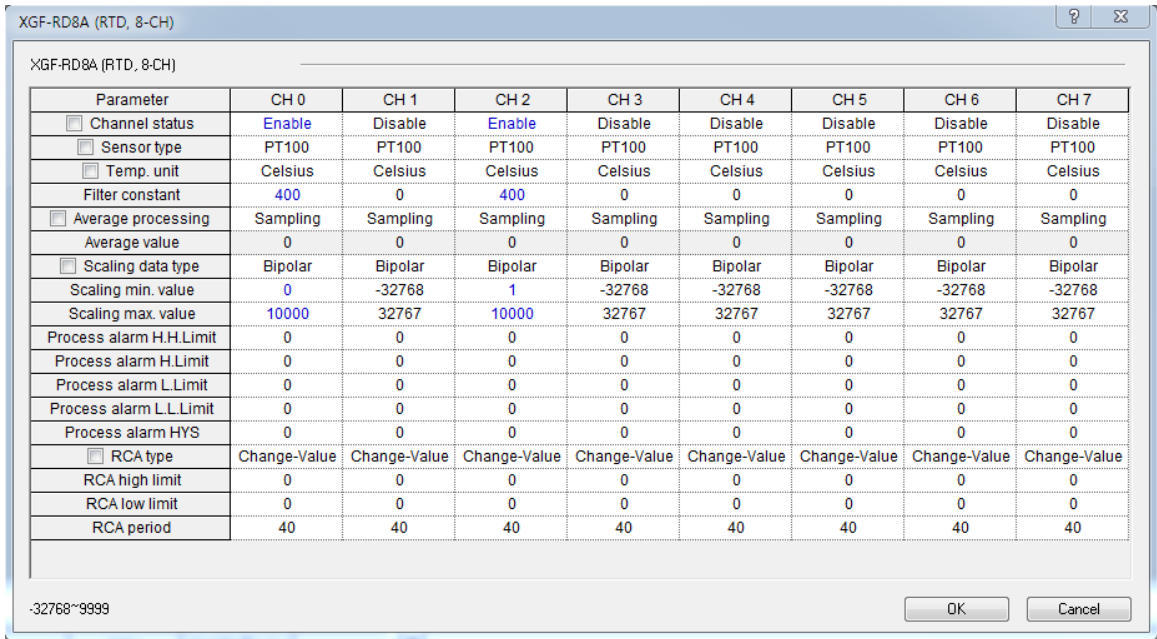 XGF-RD8A (RTD, 8-CH)
?
XGF-RD8A (RTD, 8-CH)
Parameter CH 0 CH 1 CH 2 CH 3 CH 4 CH 5 CH 6 CH 7
Channel status Enable Disable Enable Disable Disable Disable Disable Disable
Sensor type PT100 PT100 PT100 PT100 PT100 PT100 PT100 PT100
Temp. unit Celsius Celsius Celsius Celsius Celsius Celsius Celsius Celsius
Filter constant 400 0 400 0 0 0 0 0
Average processing Sampling Sampling Sampling Sampling Sampling Sampling Sampling Sampling
Average value 0 0 0 0 0 0 0 0
Scaling data type Bipolar Bipolar Bipolar Bipolar Bipolar Bipolar Bipolar Bipolar
Scaling min. value 0 -32768 1 -32768 -32768 -32768 -32768 -32768
Scaling max. value 10000 32767 10000 32767 32767 32767 32767 32767
Process alarm H.H.Limit 0 0 0 0 0 0 0 0
Process alarm H.Limit 0 0 0 0 0 0 0 0
Process alarm L.Limit 0 0 0 0 0 0 0 0
Process alarm L.L.Limit 0 0 0 0 0 0 0 0
Process alarm HYS 0 0 0 0 0 0 0 0
RCA type Change-Value Change-Value Change-Value Change-Value Change-Value Change-Value Change-Value Change-Value
RCA high limit 0 0 0 0 0 0 0 0
RCA low limit 0 0 0 0 0 0 0 0
RCA period 40 40 40 40 40 40 40 40
-32768~9999 OK Cancel